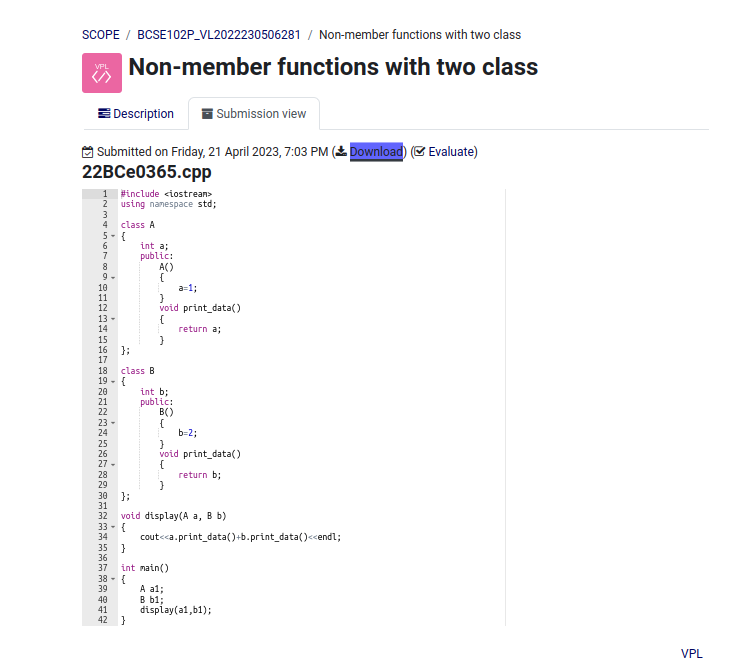 SCOPE / BCSE102P_VL2022230506281 / Non-member functions with two class
VPL
Non-member functions with two class
Description
Submission view
Submitted on Friday, 21 April 2023, 7:03 PM (Download) (Evaluate)
22BCe0365.cpp
1 #include <iostream>
2 using namespace std;
3
4 class A
5 {
6     int a;
7     public:
8         A()
9         {
10             a=1;
11         }
12         void print_data()
13         {
14             return a;
15         }
16 };
17
18 class B
19 {
20     int b;
21     public:
22         B()
23         {
24             b=2;
25         }
26         void print_data()
27         {
28             return b;
29         }
30 };
31
32 void display(A a, B b)
33 {
34     cout<<a.print_data()+b.print_data()<<endl;
35 }
36
37 int main()
38 {
39     A a1;
40     B b1;
41     display(a1,b1);
42 }
VPL